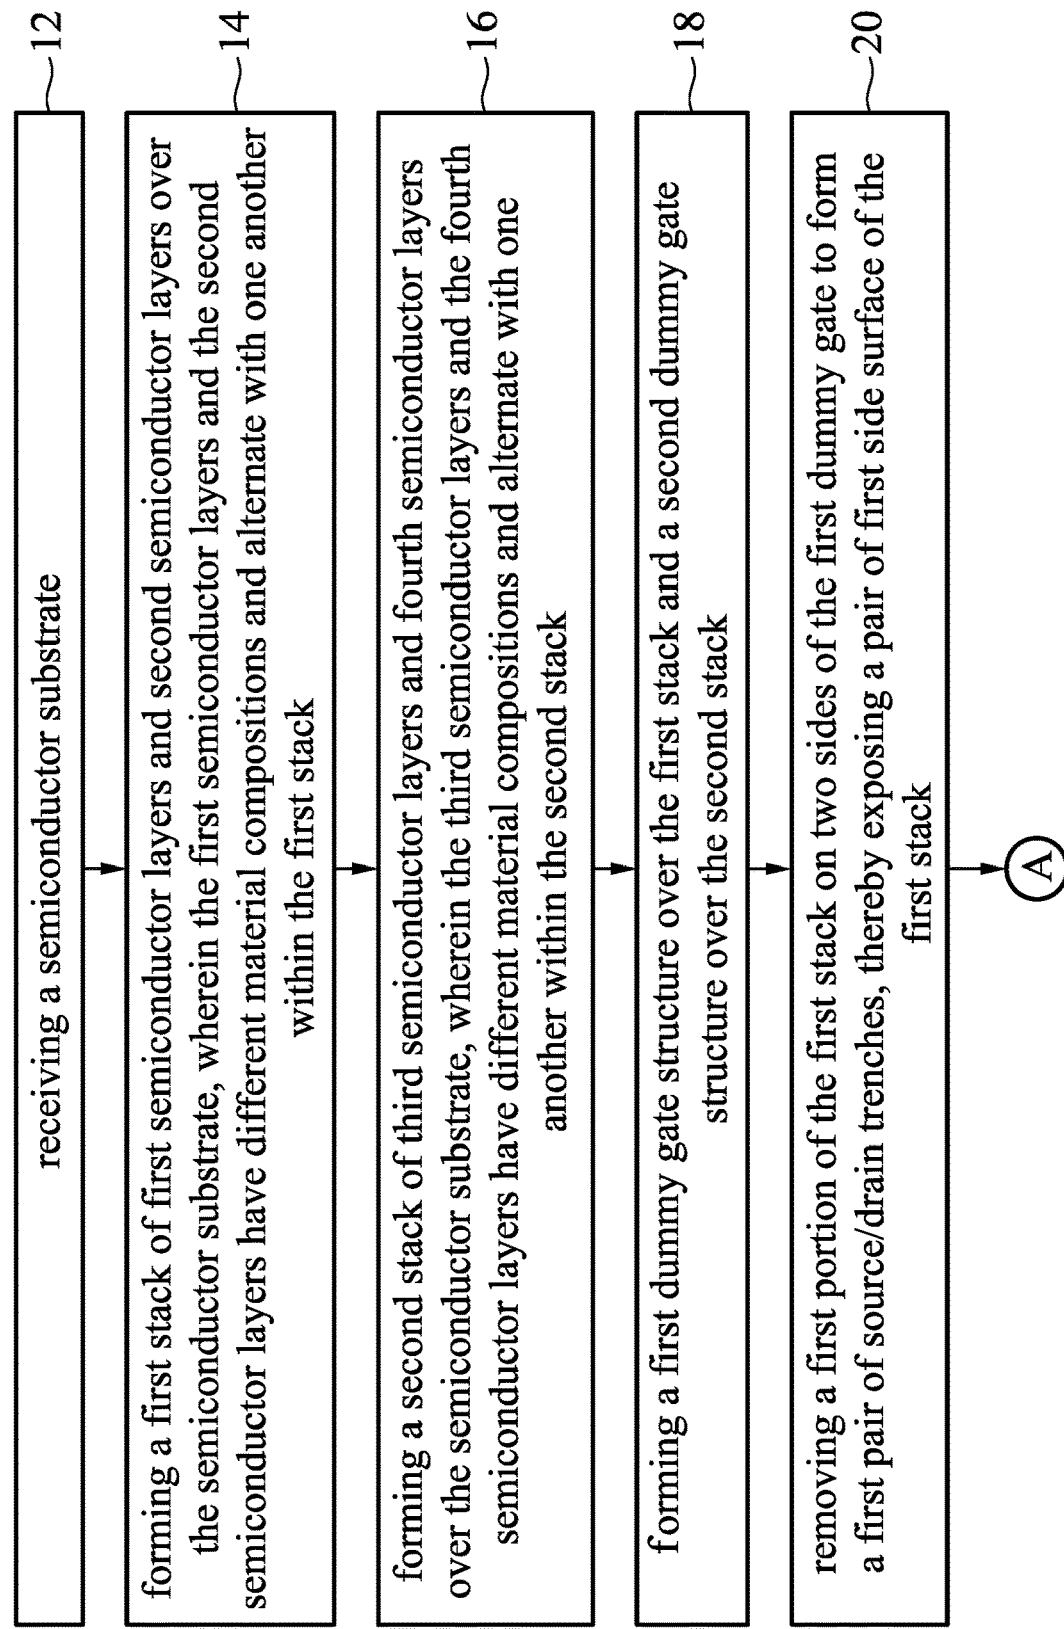 receiving a semiconductor substrate
12
forming a first stack of first semiconductor layers and second semiconductor layers over
the semiconductor substrate, wherein the first semiconductor layers and the second
semiconductor layers have different material compositions and alternate with one another
within the first stack
14
forming a second stack of third semiconductor layers and fourth semiconductor layers
over the semiconductor substrate, wherein the third semiconductor layers and the fourth
semiconductor layers have different material compositions and alternate with one
another within the second stack
16
forming a first dummy gate structure over the first stack and a second dummy gate
structure over the second stack
18
removing a first portion of the first stack on two sides of the first dummy gate to form
a first pair of source/drain trenches, thereby exposing a pair of first side surface of the
first stack
20
A